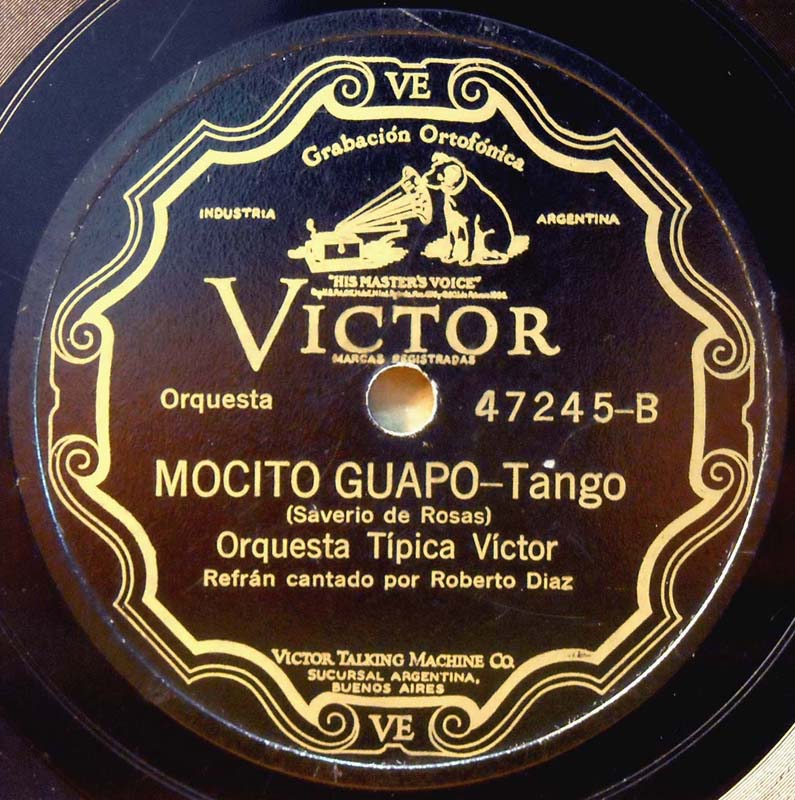 VE
Grabación Ortofónica
INDUSTRIA ARGENTINA
"HIS MASTER'S VOICE"
VICTOR
MARCAS REGISTRADAS
Orquesta 47245-B
MOCITO GUAPO-Tango
(Saverio de Rosas)
Orquesta Típica Víctor
Refrán cantado por Roberto Diaz
VICTOR TALKING MACHINE CO.
SUCURSAL ARGENTINA,
BUENOS AIRES
VE